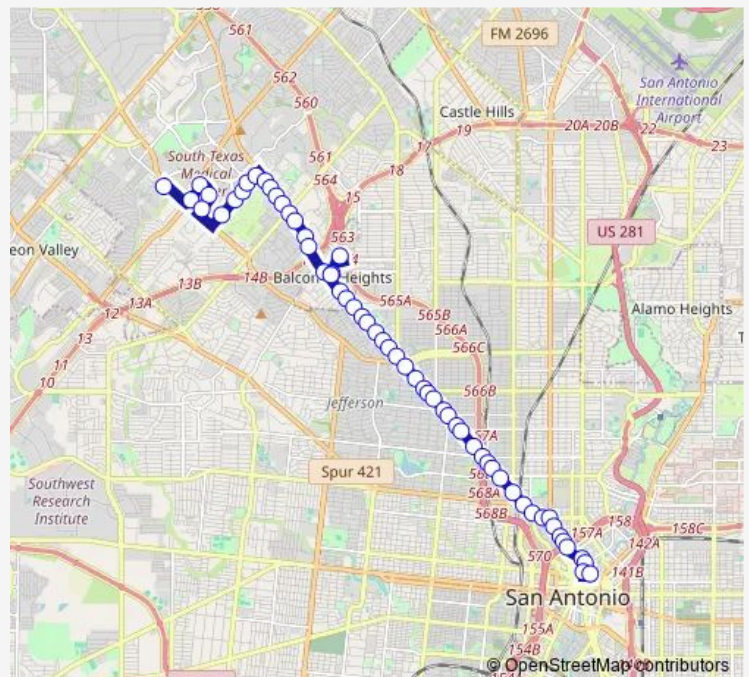 561
FM 2696
562
560
San Antonio
International
Airport
Castle Hills
19
20A 20B
22
23
17
561
18
South Texas
Medical
564
15
563
US 281
eon Valley
Balcon
Heights
14B
13B
13A
12
13
11
10
565A
565B
566A
566C
566B
Alamo Heights
Jefferson
57A
Spur 421
Southwest
Research
Institute
568A
568B
157A
158
158C
142A
570
141B
San Antonio
155A
154B
© OpenStreetMap contributors